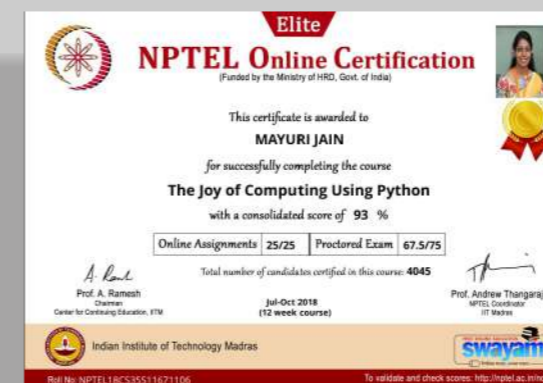 Elite
NPTEL Online Certification
(Funded by the Ministry of HRD, Govt. of India)
This certificate is awarded to
MAYURI JAIN
for successfully completing the course
The Joy of Computing Using Python
with a consolidated score of 93 %
Online Assignments 25/25 Proctored Exam 67.5/75
Total number of candidates certified in this course: 4045
Prof. A. Ramesh
Chairman
Center for Continuing Education, IITM
Jul-Oct 2018
(12 week course)
Prof. Andrew Thangaraj
NPTEL Coordinator
IIT Madras
Indian Institute of Technology Madras
swayam
Roll No: NPTEL18CS35S11671106
To validate and check scores: http://nptel.ac.in/no